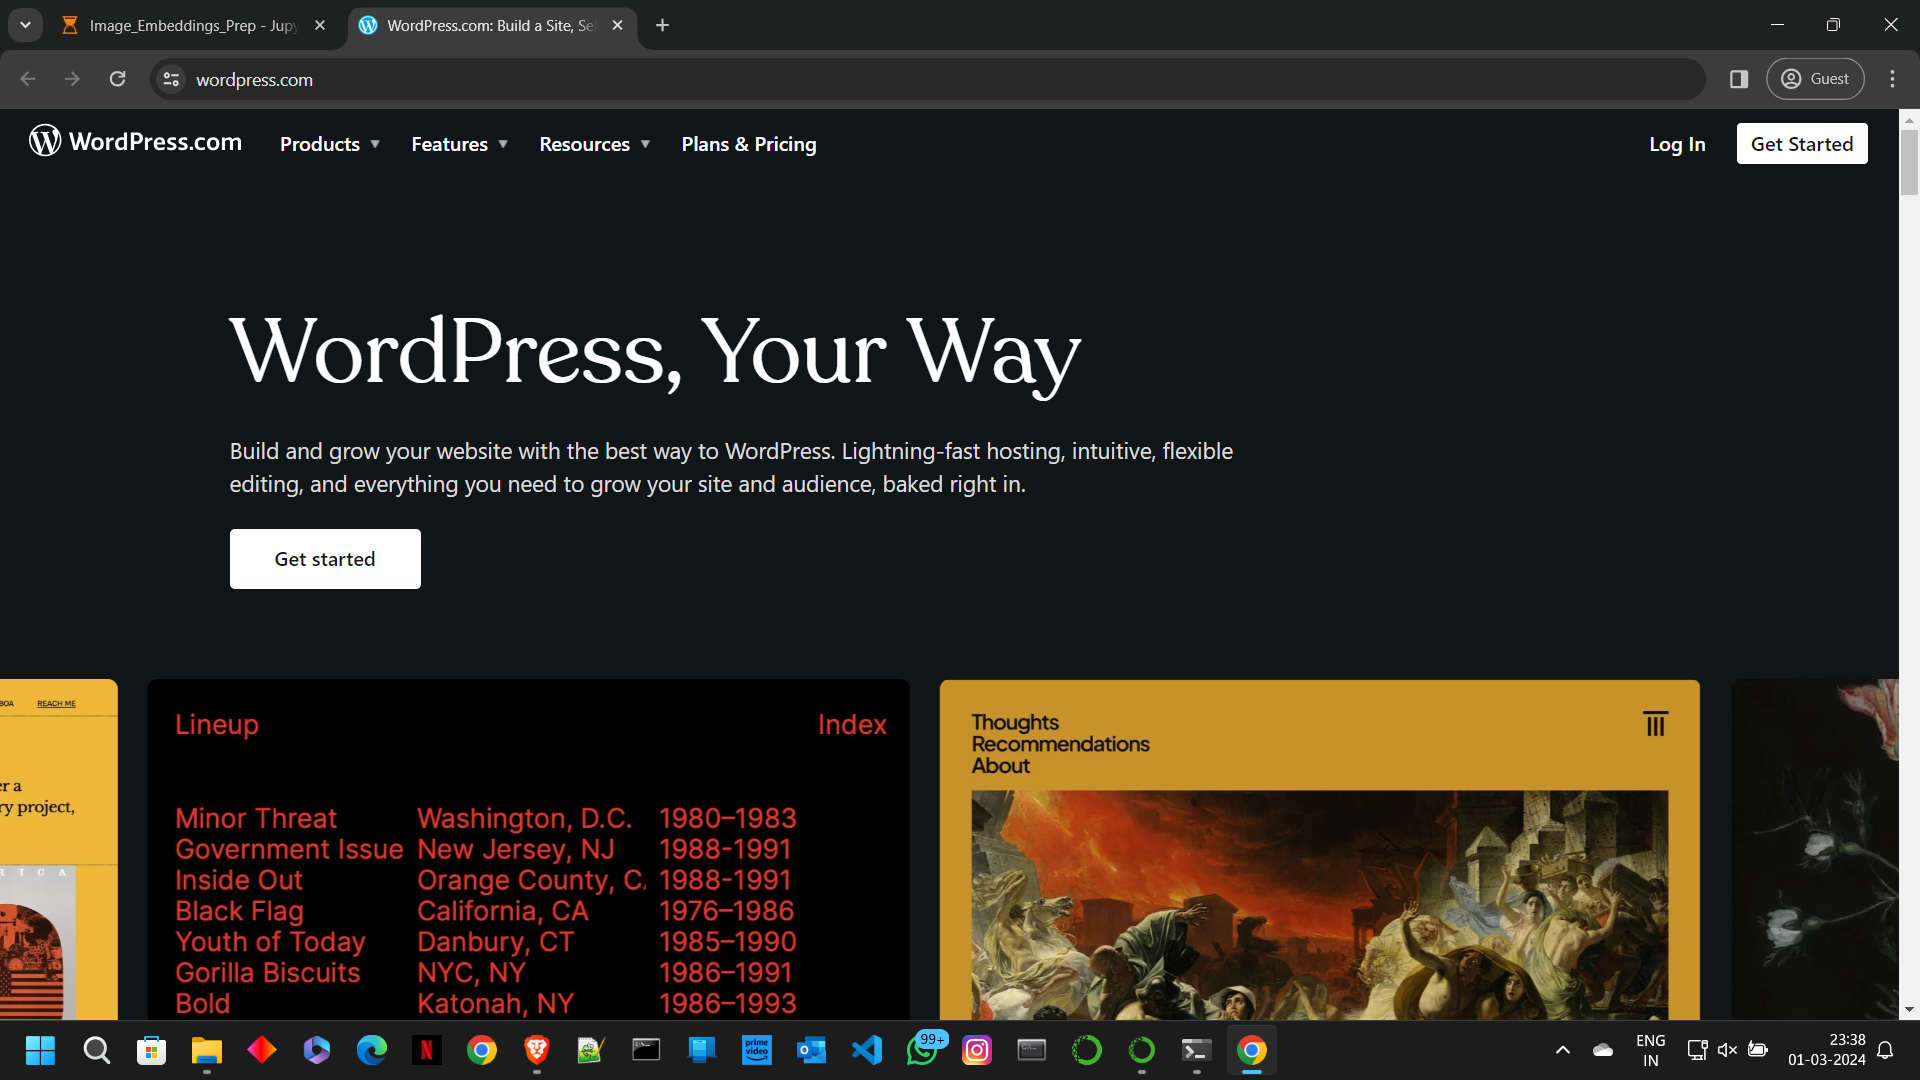 Image_Embeddings_Prep - Jupy
WordPress.com: Build a Site, Se
wordpress.com
Guest
WordPress.com
Products
Features
Resources
Plans & Pricing
Log In
Get Started
WordPress, Your Way
Build and grow your website with the best way to WordPress. Lightning-fast hosting, intuitive, flexible
editing, and everything you need to grow your site and audience, baked right in.
Get started
BOA REACH ME
er a
ry project,
R I C A
Lineup Index
Minor Threat Washington, D.C. 1980–1983
Government Issue New Jersey, NJ 1988-1991
Inside Out Orange County, C 1988-1991
Black Flag California, CA 1976–1986
Youth of Today Danbury, CT 1985–1990
Gorilla Biscuits NYC, NY 1986–1991
Bold Katonah, NY 1986–1993
Thoughts
Recommendations
About
prime video
99+
ENG
IN
23:38
01-03-2024